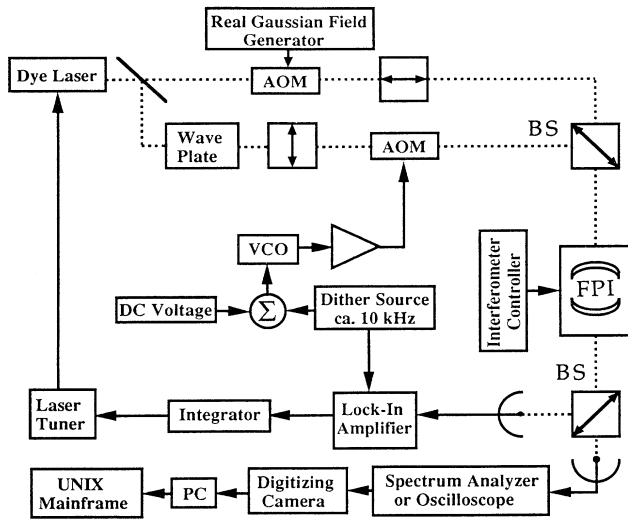 Real Gaussian Field
Generator
Dye Laser
AOM
BS
Wave
Plate
AOM
VCO
Interferometer
Controller
FPI
DC Voltage
Σ
Dither Source
ca. 10 kHz
BS
Laser
Tuner
Integrator
Lock-In
Amplifier
UNIX
Mainframe
PC
Digitizing
Camera
Spectrum Analyzer
or Oscilloscope